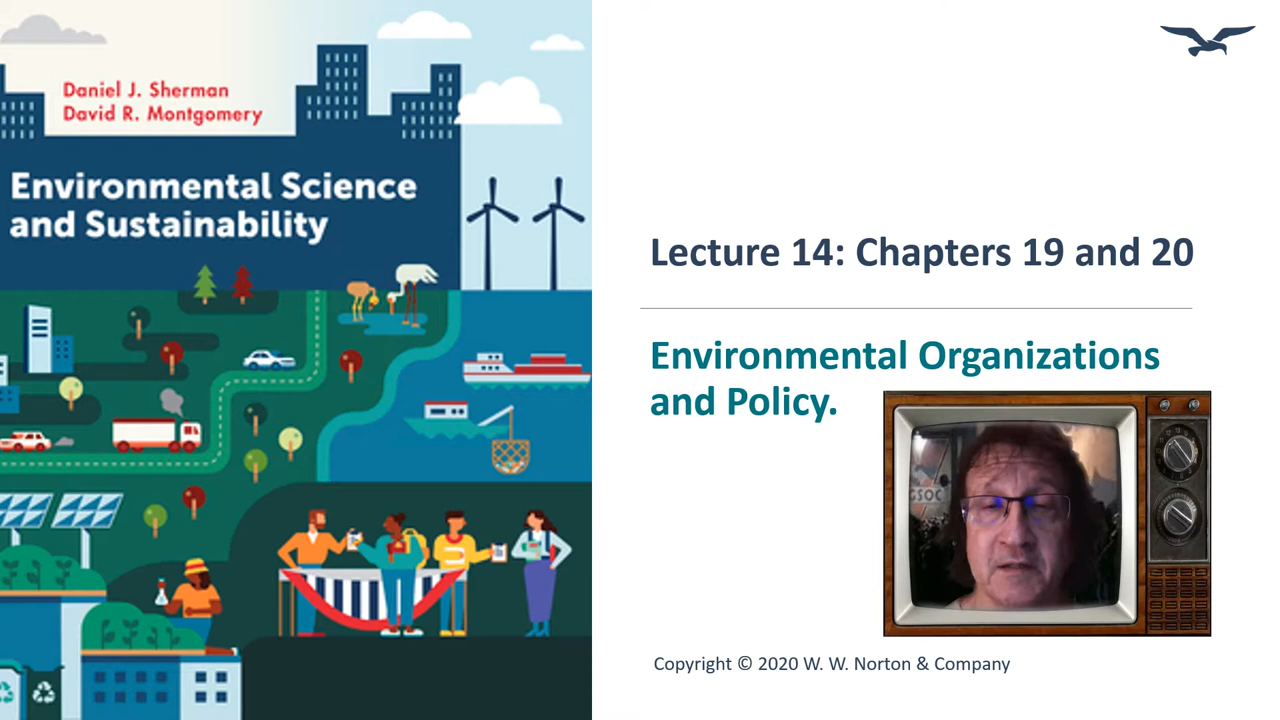 Daniel J. Sherman
David R. Montgomery
Environmental Science
and Sustainability
Lecture 14: Chapters 19 and 20
Environmental Organizations
and Policy.
GSOC
Copyright © 2020 W. W. Norton & Company